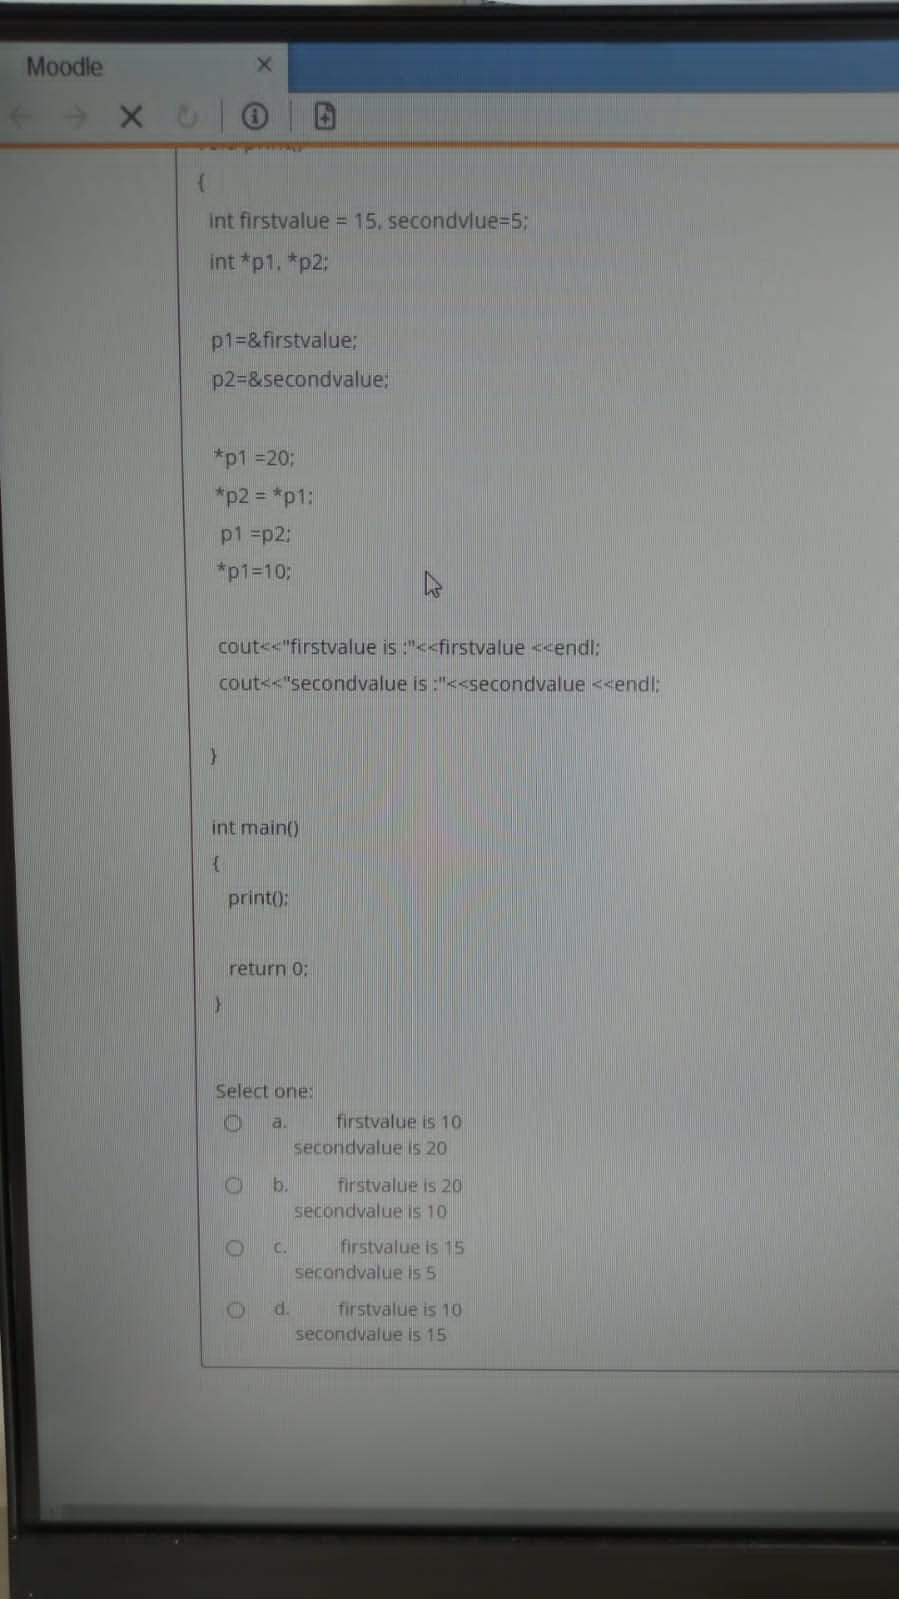 Moodle
{
int firstvalue = 15, secondvlue=5;
int *p1, *p2;
p1=&firstvalue;
p2=&secondvalue;
*p1 =20;
*p2 = *p1;
p1 =p2;
*p1=10;
cout<<"firstvalue is :"<<firstvalue <<endl;
cout<<"secondvalue is :"<<secondvalue <<endl;
}
int main()
{
print();
return 0;
}
Select one:
a. firstvalue is 10
secondvalue is 20
b. firstvalue is 20
secondvalue is 10
c. firstvalue is 15
secondvalue is 5
d. firstvalue is 10
secondvalue is 15